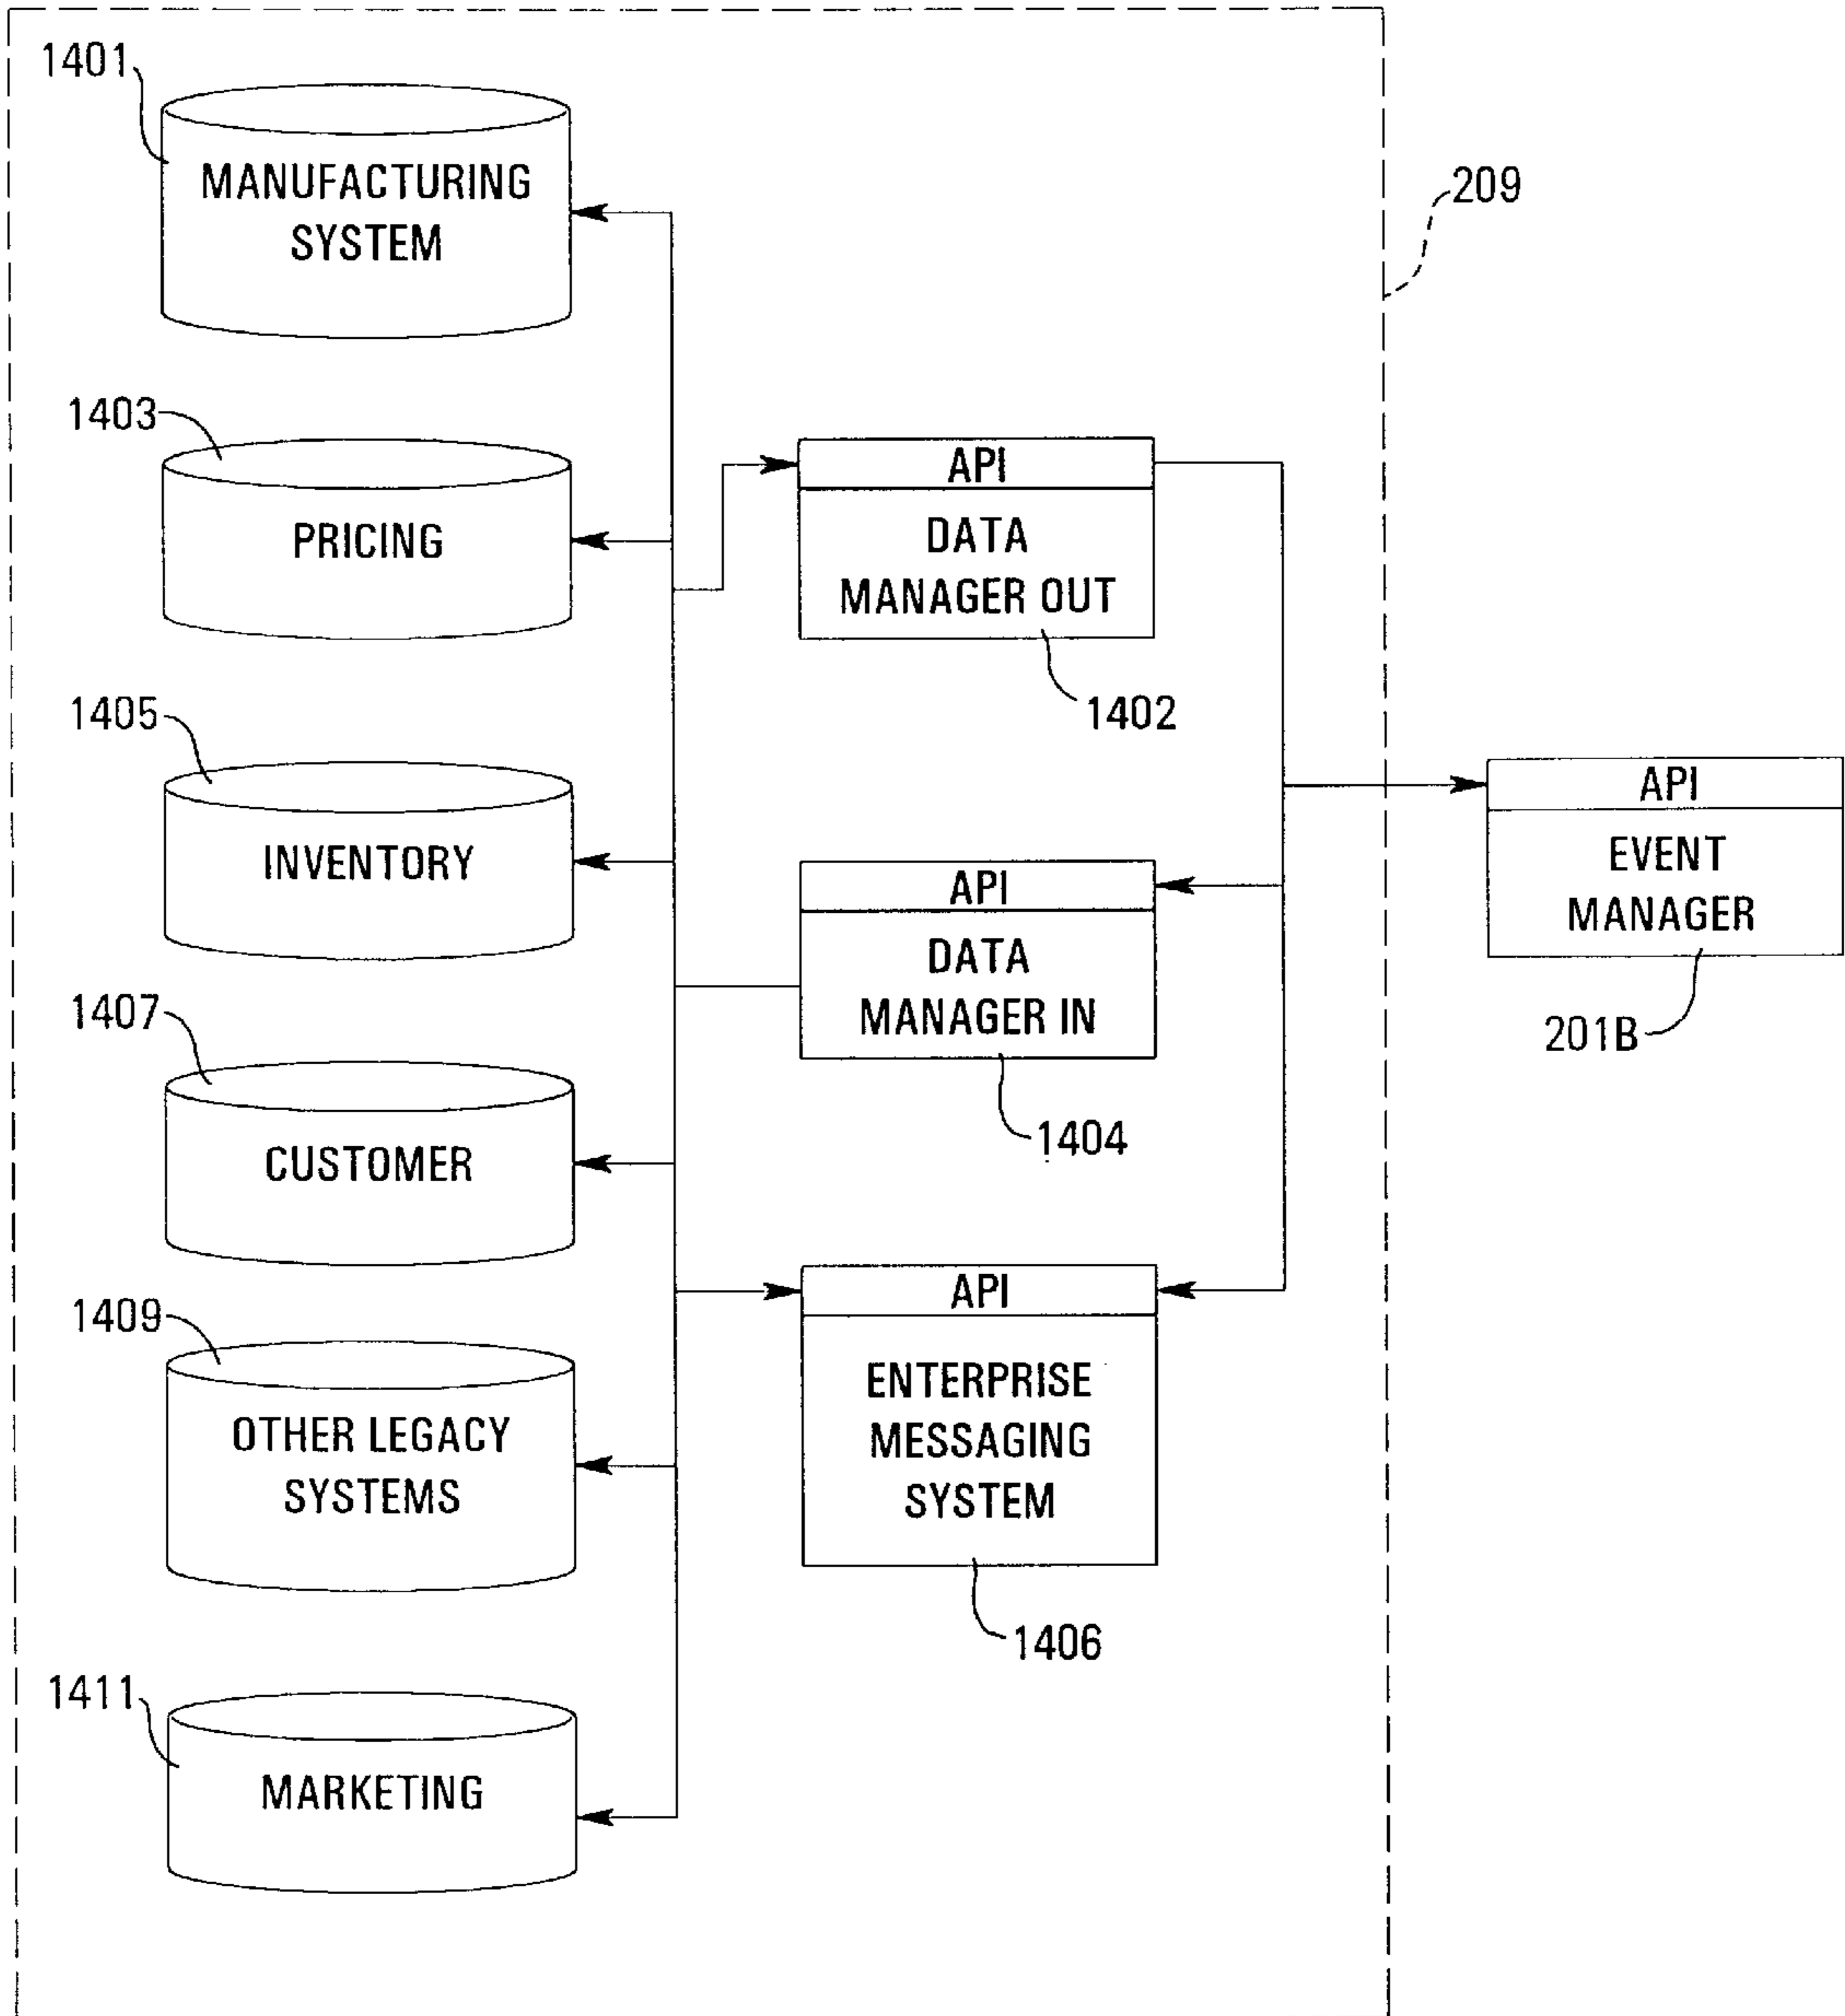 1401
MANUFACTURING
SYSTEM
209
1403
PRICING
API
DATA
MANAGER OUT
1402
1405
INVENTORY
API
EVENT
MANAGER
201B
API
DATA
MANAGER IN
1404
1407
CUSTOMER
1409
OTHER LEGACY
SYSTEMS
API
ENTERPRISE
MESSAGING
SYSTEM
1406
1411
MARKETING